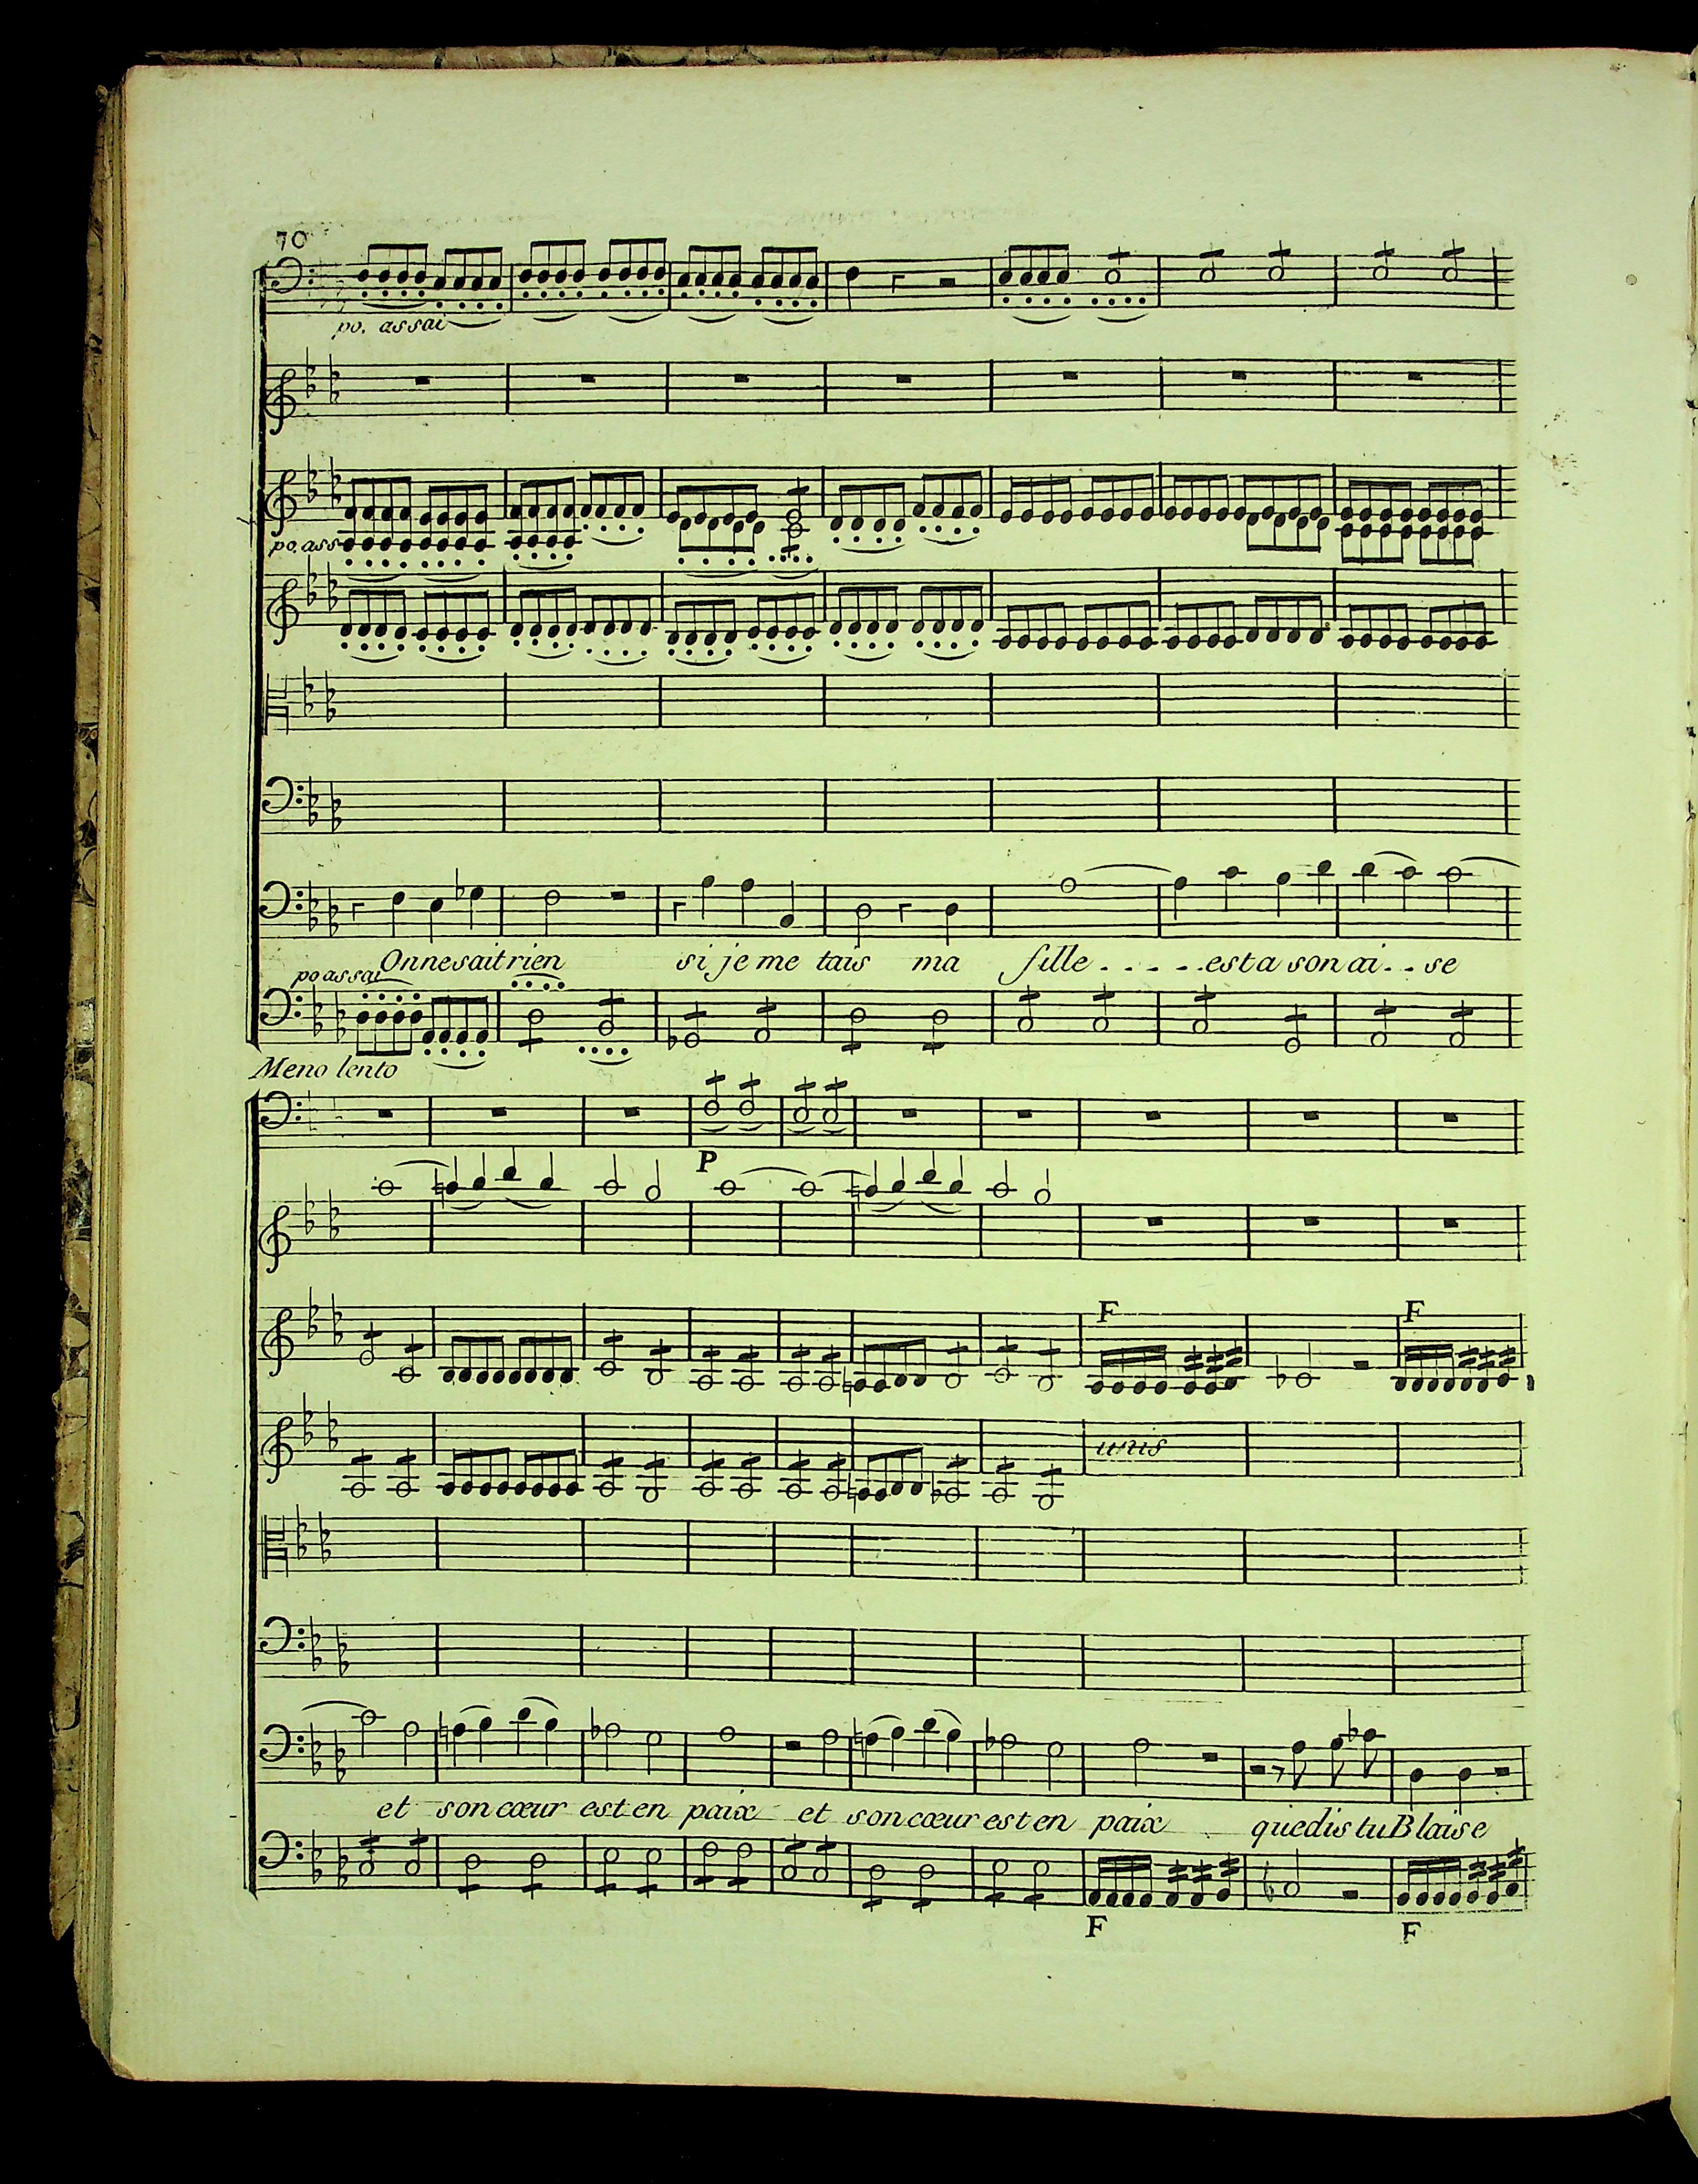 70
po. assai
po. ass
On ne sait rien si je me tais ma fille . . . . . est a son ai . . se
po assai
Meno lento
P
F F
unis
et son cœur est en paix et son cœur est en paix que dis tu Blaise
F F